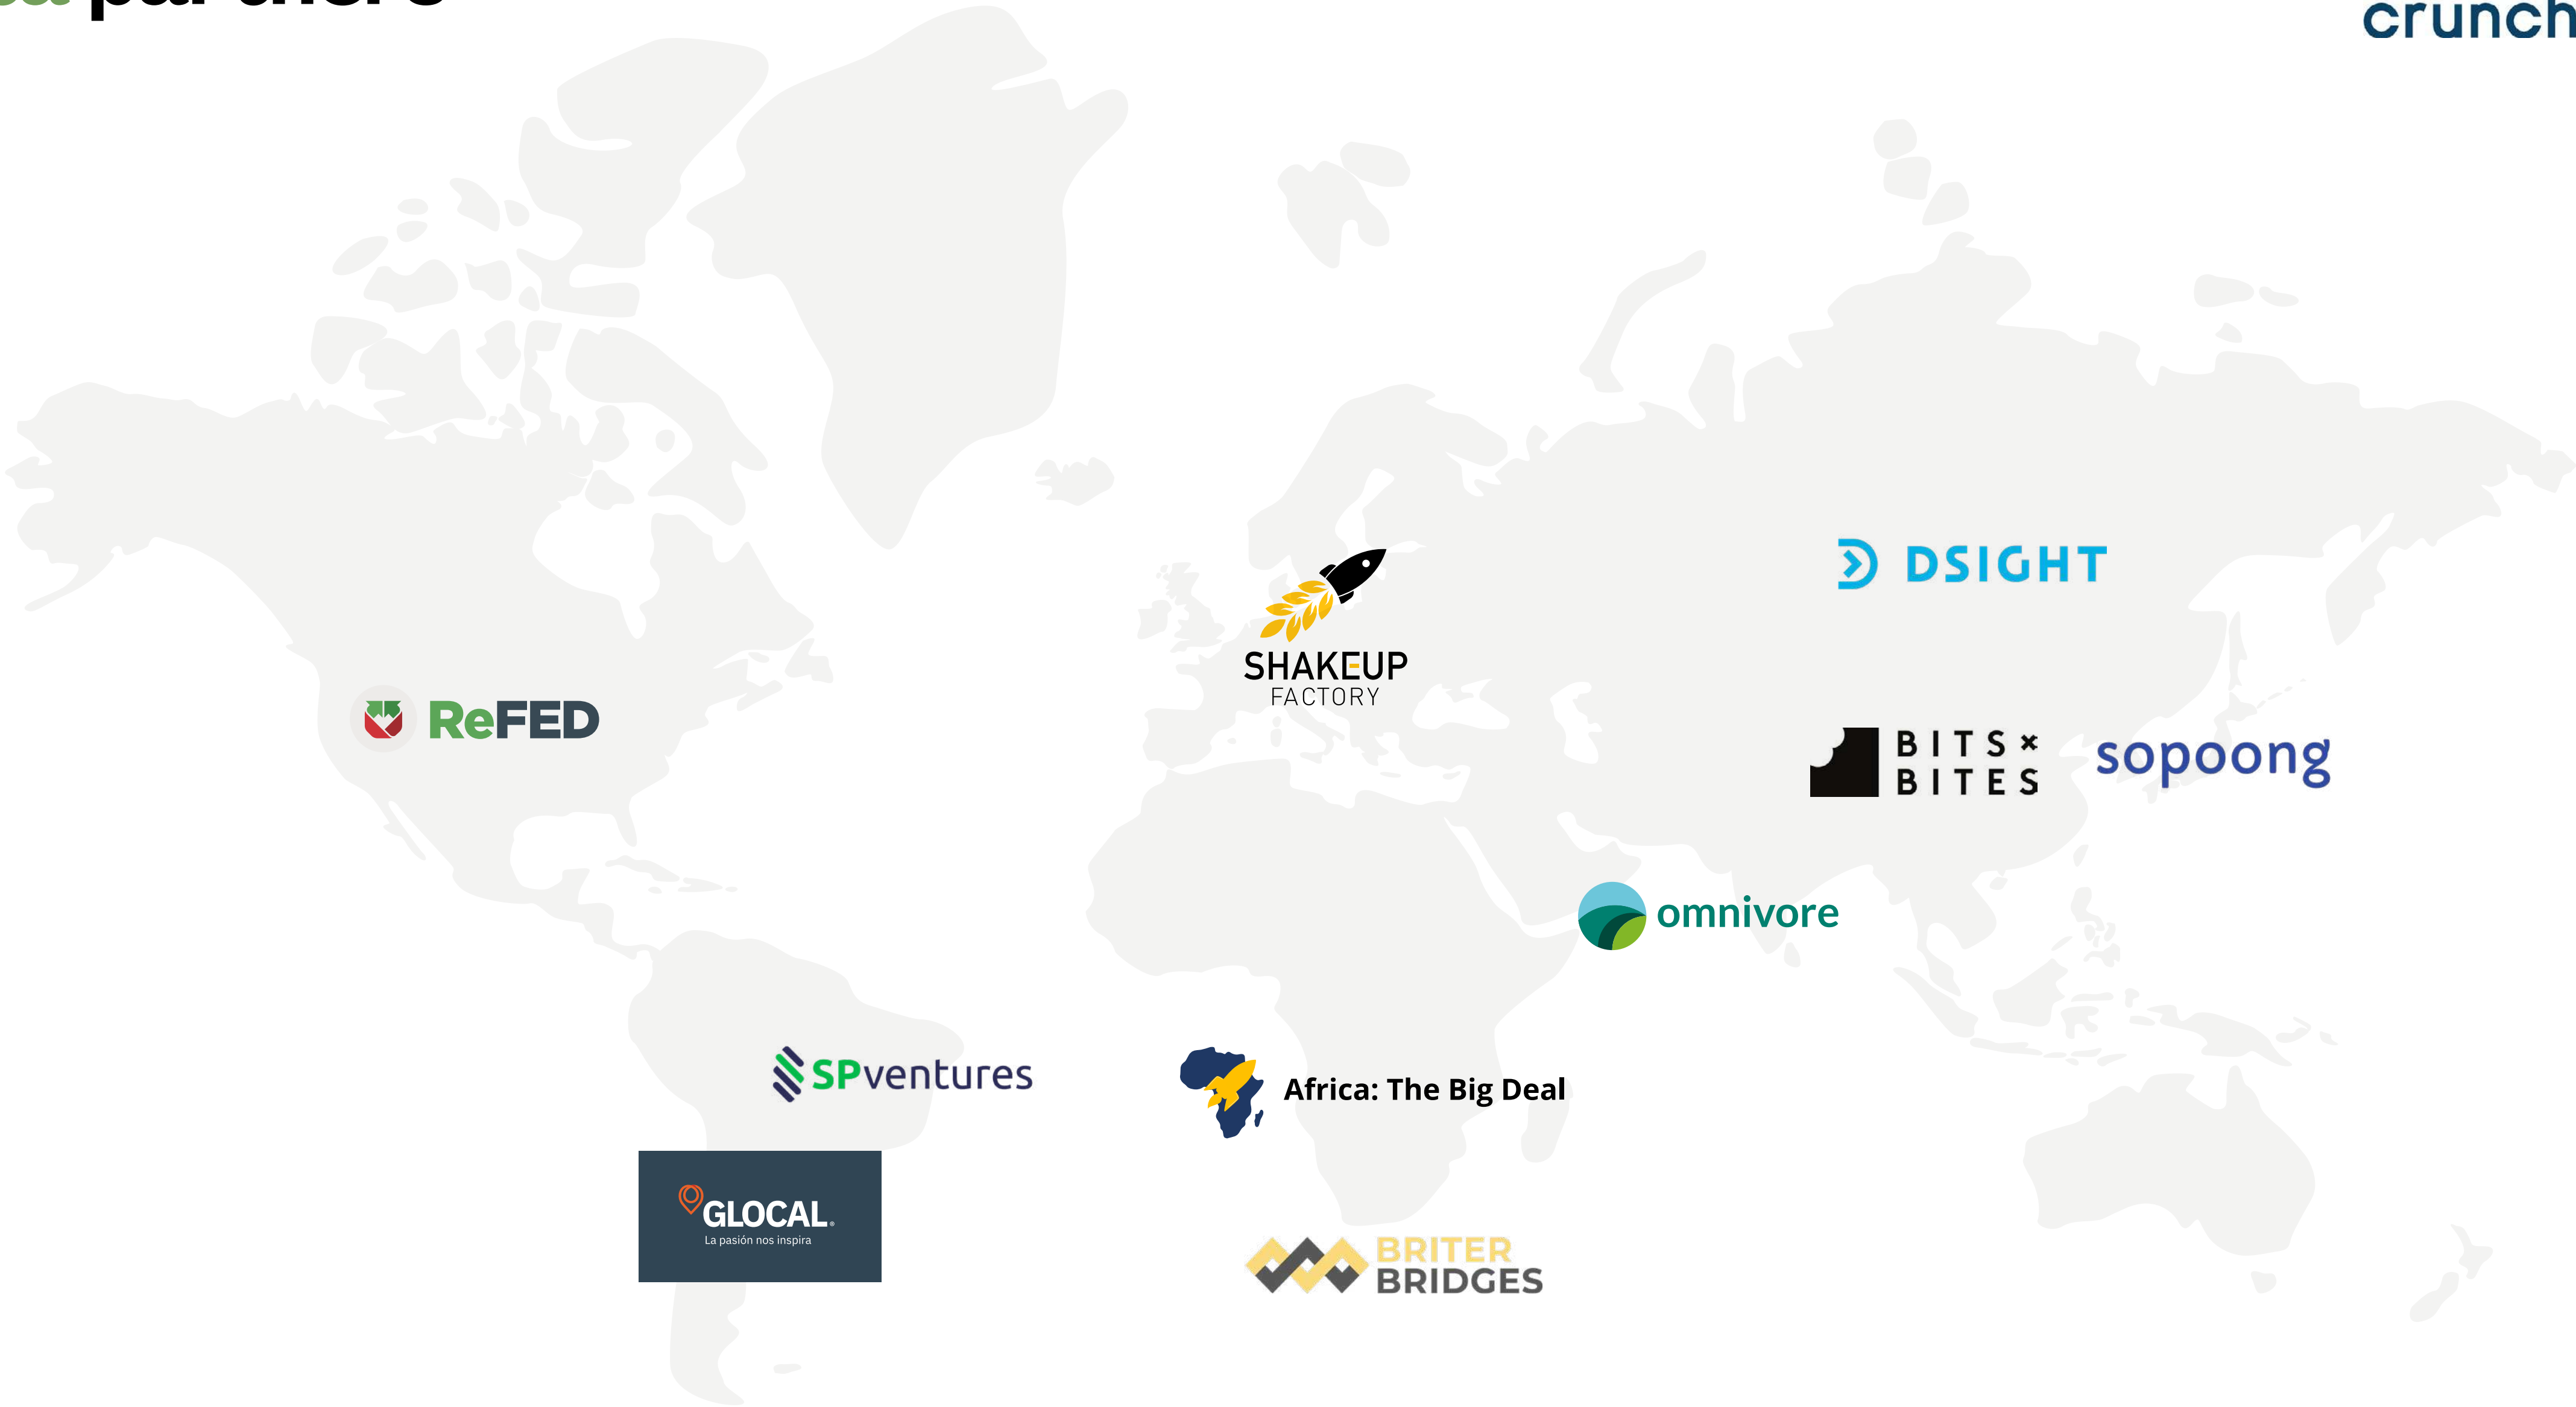 partners
crunch
DSIGHT
SHAKEUP
FACTORY
ReFED
BITS ×
BITES
sopoong
omnivore
SPventures
Africa: The Big Deal
GLOCAL®
La pasión nos inspira
BRITER
BRIDGES